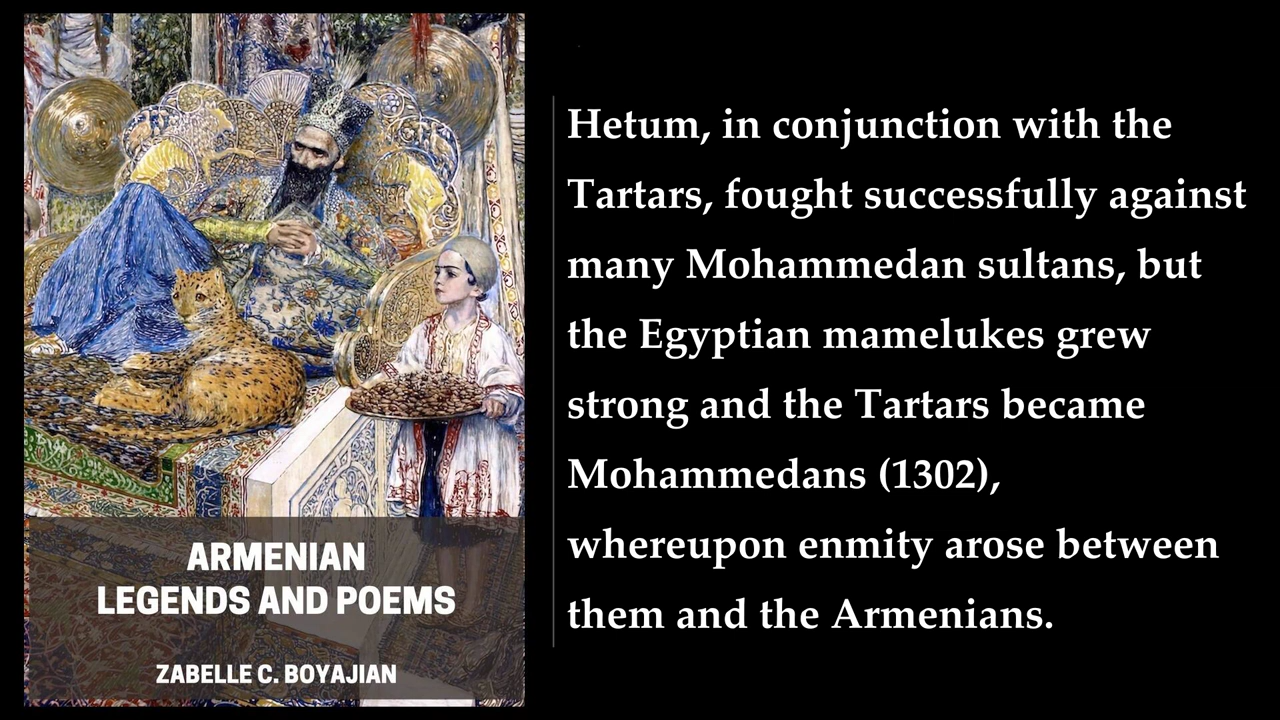 ARMENIAN
LEGENDS AND POEMS
ZABELLE C. BOYAJIAN
Hetum, in conjunction with the
Tartars, fought successfully against
many Mohammedan sultans, but
the Egyptian mamelukes grew
strong and the Tartars became
Mohammedans (1302),
whereupon enmity arose between
them and the Armenians.